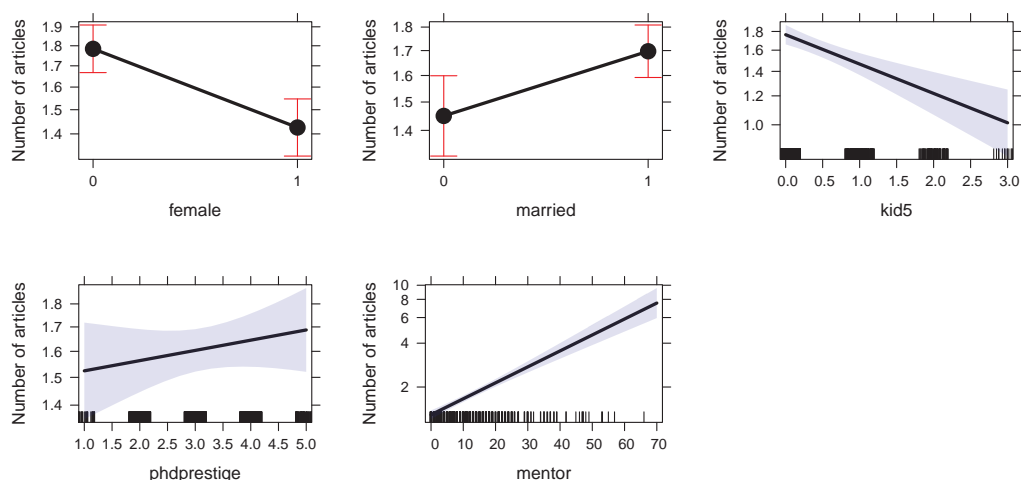 Number of articles
1.9
1.8
1.7
1.6
1.5
1.4
0 1
female
Number of articles
1.8
1.7
1.6
1.5
1.4
0 1
married
Number of articles
1.8
1.6
1.4
1.2
1.0
0.0 0.5 1.0 1.5 2.0 2.5 3.0
kid5
Number of articles
1.8
1.7
1.6
1.5
1.4
1.0 1.5 2.0 2.5 3.0 3.5 4.0 4.5 5.0
phdprestige
Number of articles
10
8
6
4
2
0 10 20 30 40 50 60 70
mentor